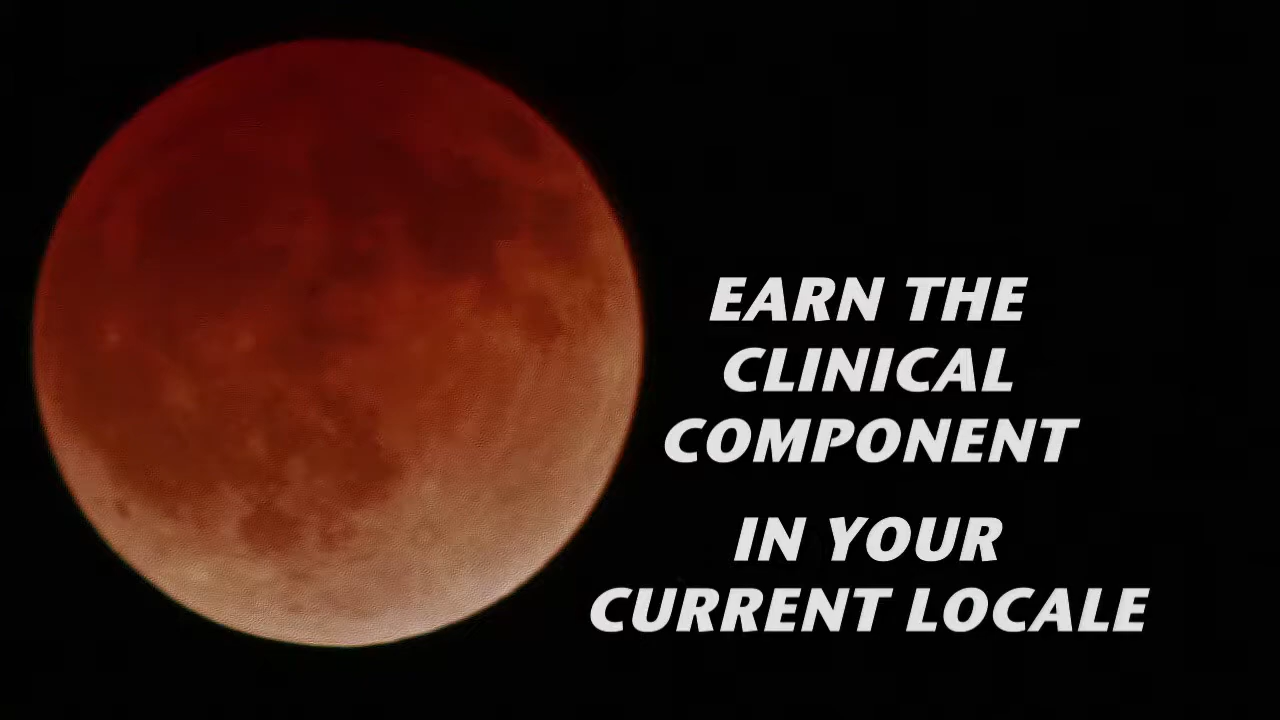 EARN THE
CLINICAL
COMPONENT
IN YOUR
CURRENT LOCALE